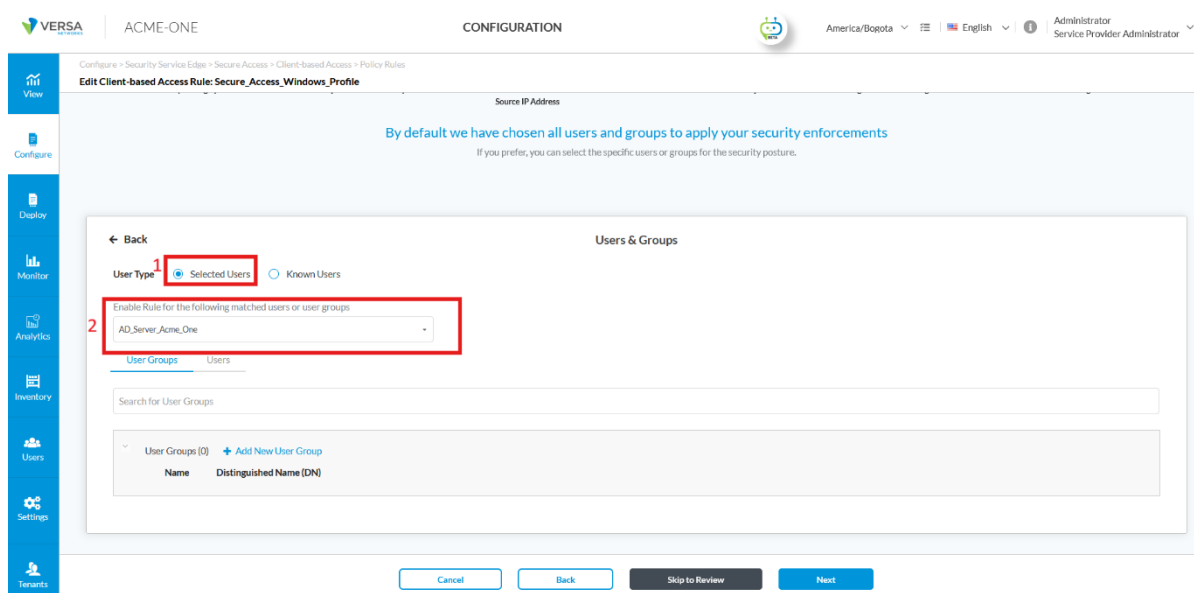 VERSA
NETWORKS
ACME-ONE
CONFIGURATION
BETA
America/Bogota
English
Administrator
Service Provider Administrator
Configure > Security Service Edge > Secure Access > Client-based Access > Policy Rules
Edit Client-based Access Rule: Secure_Access_Windows_Profile
View
Configure
Deploy
Monitor
Analytics
Inventory
Users
Settings
Tenants
Source IP Address
By default we have chosen all users and groups to apply your security enforcements
If you prefer, you can select the specific users or groups for the security posture.
Back
Users & Groups
User Type
1
Selected Users
Known Users
2
Enable Rule for the following matched users or user groups
AD_Server_Acme_One
User Groups
Users
Search for User Groups
User Groups (0) + Add New User Group
Name Distinguished Name (DN)
Cancel
Back
Skip to Review
Next